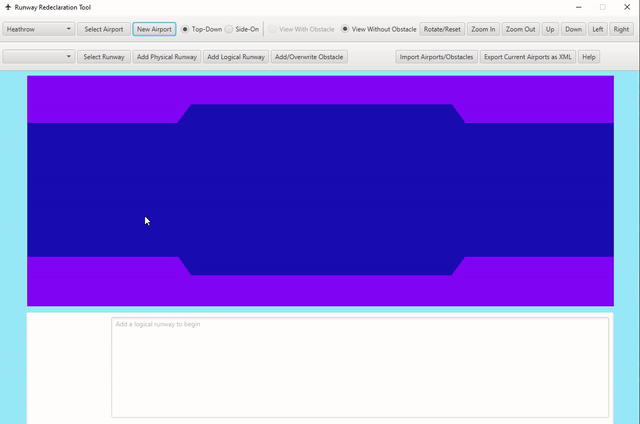 Runway Redeclaration Tool
Heathrow Select Airport New Airport Top-Down Side-On View With Obstacle View Without Obstacle Rotate/Reset Zoom In Zoom Out Up Down Left Right
Select Runway Add Physical Runway Add Logical Runway Add/Overwrite Obstacle Import Airports/Obstacles Export Current Airports as XML Help
Add a logical runway to begin